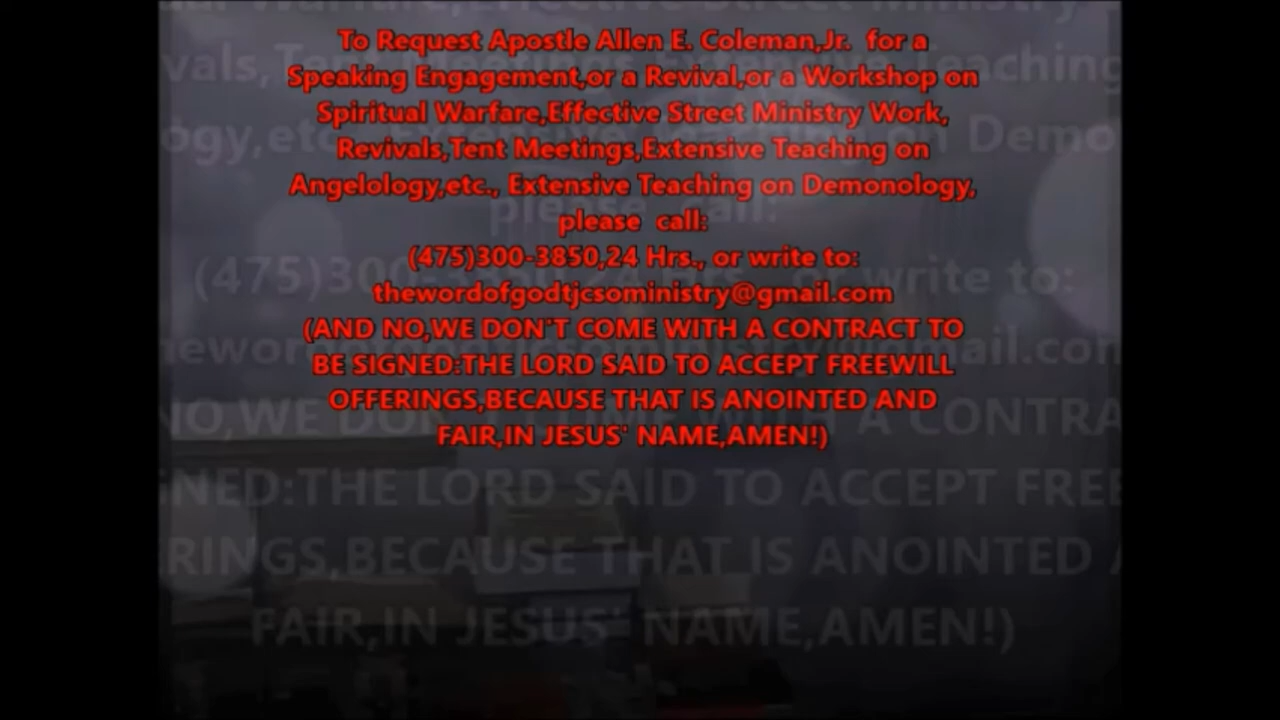 To Request Apostle Allen E. Coleman,Jr.  for a
Speaking Engagement,or a Revival,or a Workshop on
Spiritual Warfare,Effective Street Ministry Work,
Revivals,Tent Meetings,Extensive Teaching on
Angelology,etc., Extensive Teaching on Demonology,
please  call:
(475)300-3850,24 Hrs., or write to:
thewordofgodtjcsoministry@gmail.com
(AND NO,WE DON'T COME WITH A CONTRACT TO
BE SIGNED:THE LORD SAID TO ACCEPT FREEWILL
OFFERINGS,BECAUSE THAT IS ANOINTED AND
FAIR,IN JESUS' NAME,AMEN!)